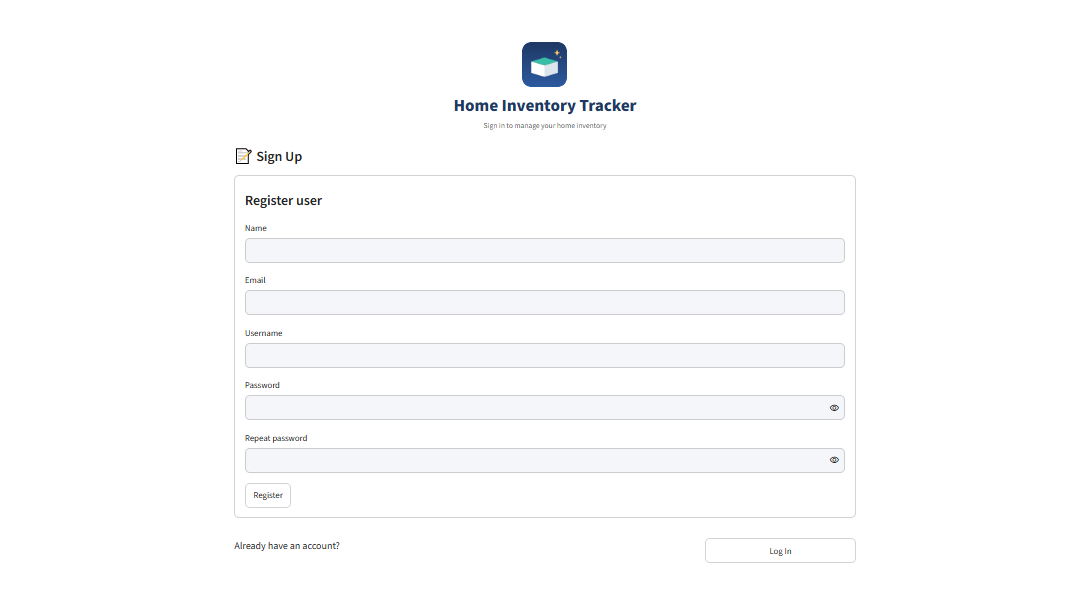 Home Inventory Tracker
Sign in to manage your home inventory
Sign Up
Register user
Name
Email
Username
Password
Repeat password
Register
Already have an account?
Log In